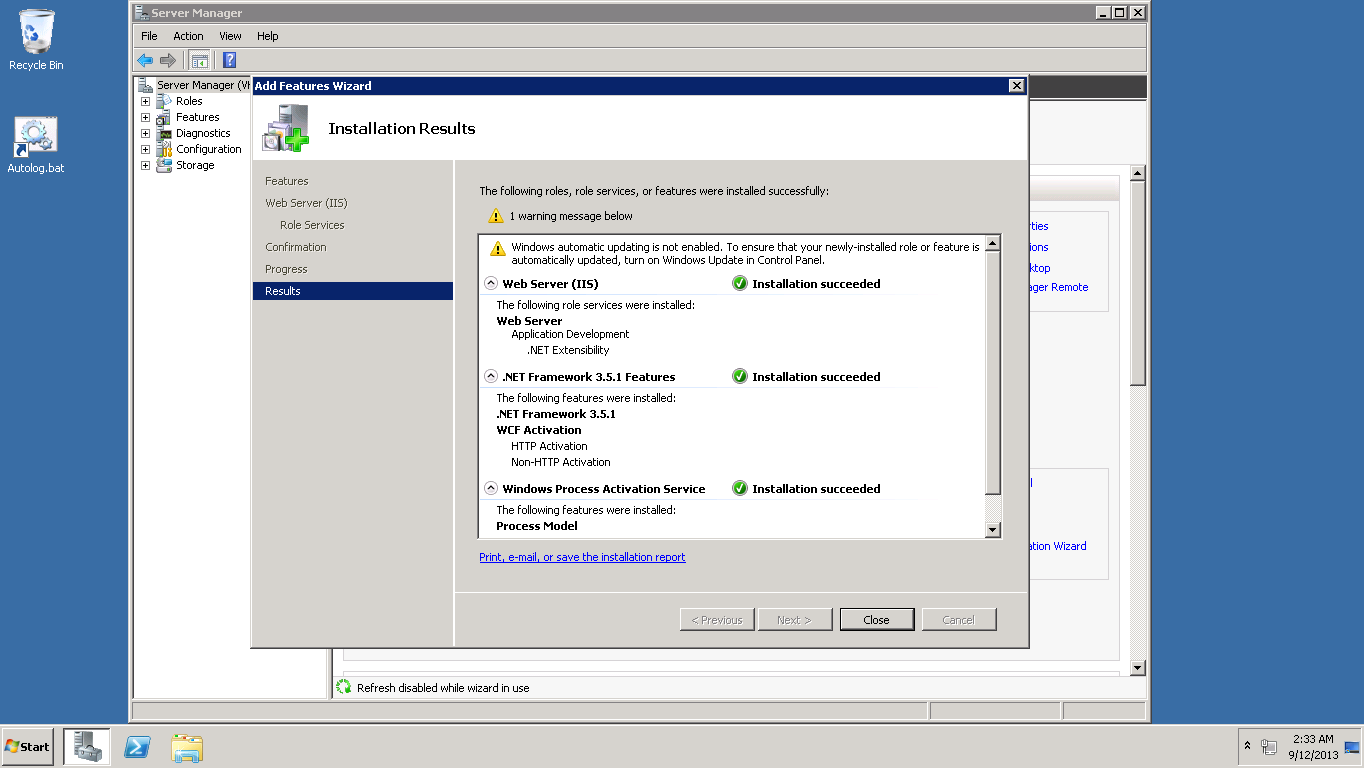 Recycle Bin
Autolog.bat
Server Manager
File Action View Help
Server Manager (
Roles
Features
Diagnostics
Configuration
Storage
Add Features Wizard
Installation Results
Features
Web Server (IIS)
Role Services
Confirmation
Progress
Results
The following roles, role services, or features were installed successfully:
1 warning message below
Windows automatic updating is not enabled. To ensure that your newly-installed role or feature is
automatically updated, turn on Windows Update in Control Panel.
Web Server (IIS) Installation succeeded
The following role services were installed:
Web Server
Application Development
.NET Extensibility
.NET Framework 3.5.1 Features Installation succeeded
The following features were installed:
.NET Framework 3.5.1
WCF Activation
HTTP Activation
Non-HTTP Activation
Windows Process Activation Service Installation succeeded
The following features were installed:
Process Model
Print, e-mail, or save the installation report
< Previous Next > Close Cancel
rties
ions
ktop
ager Remote
ation Wizard
Refresh disabled while wizard in use
Start
2:33 AM
9/12/2013